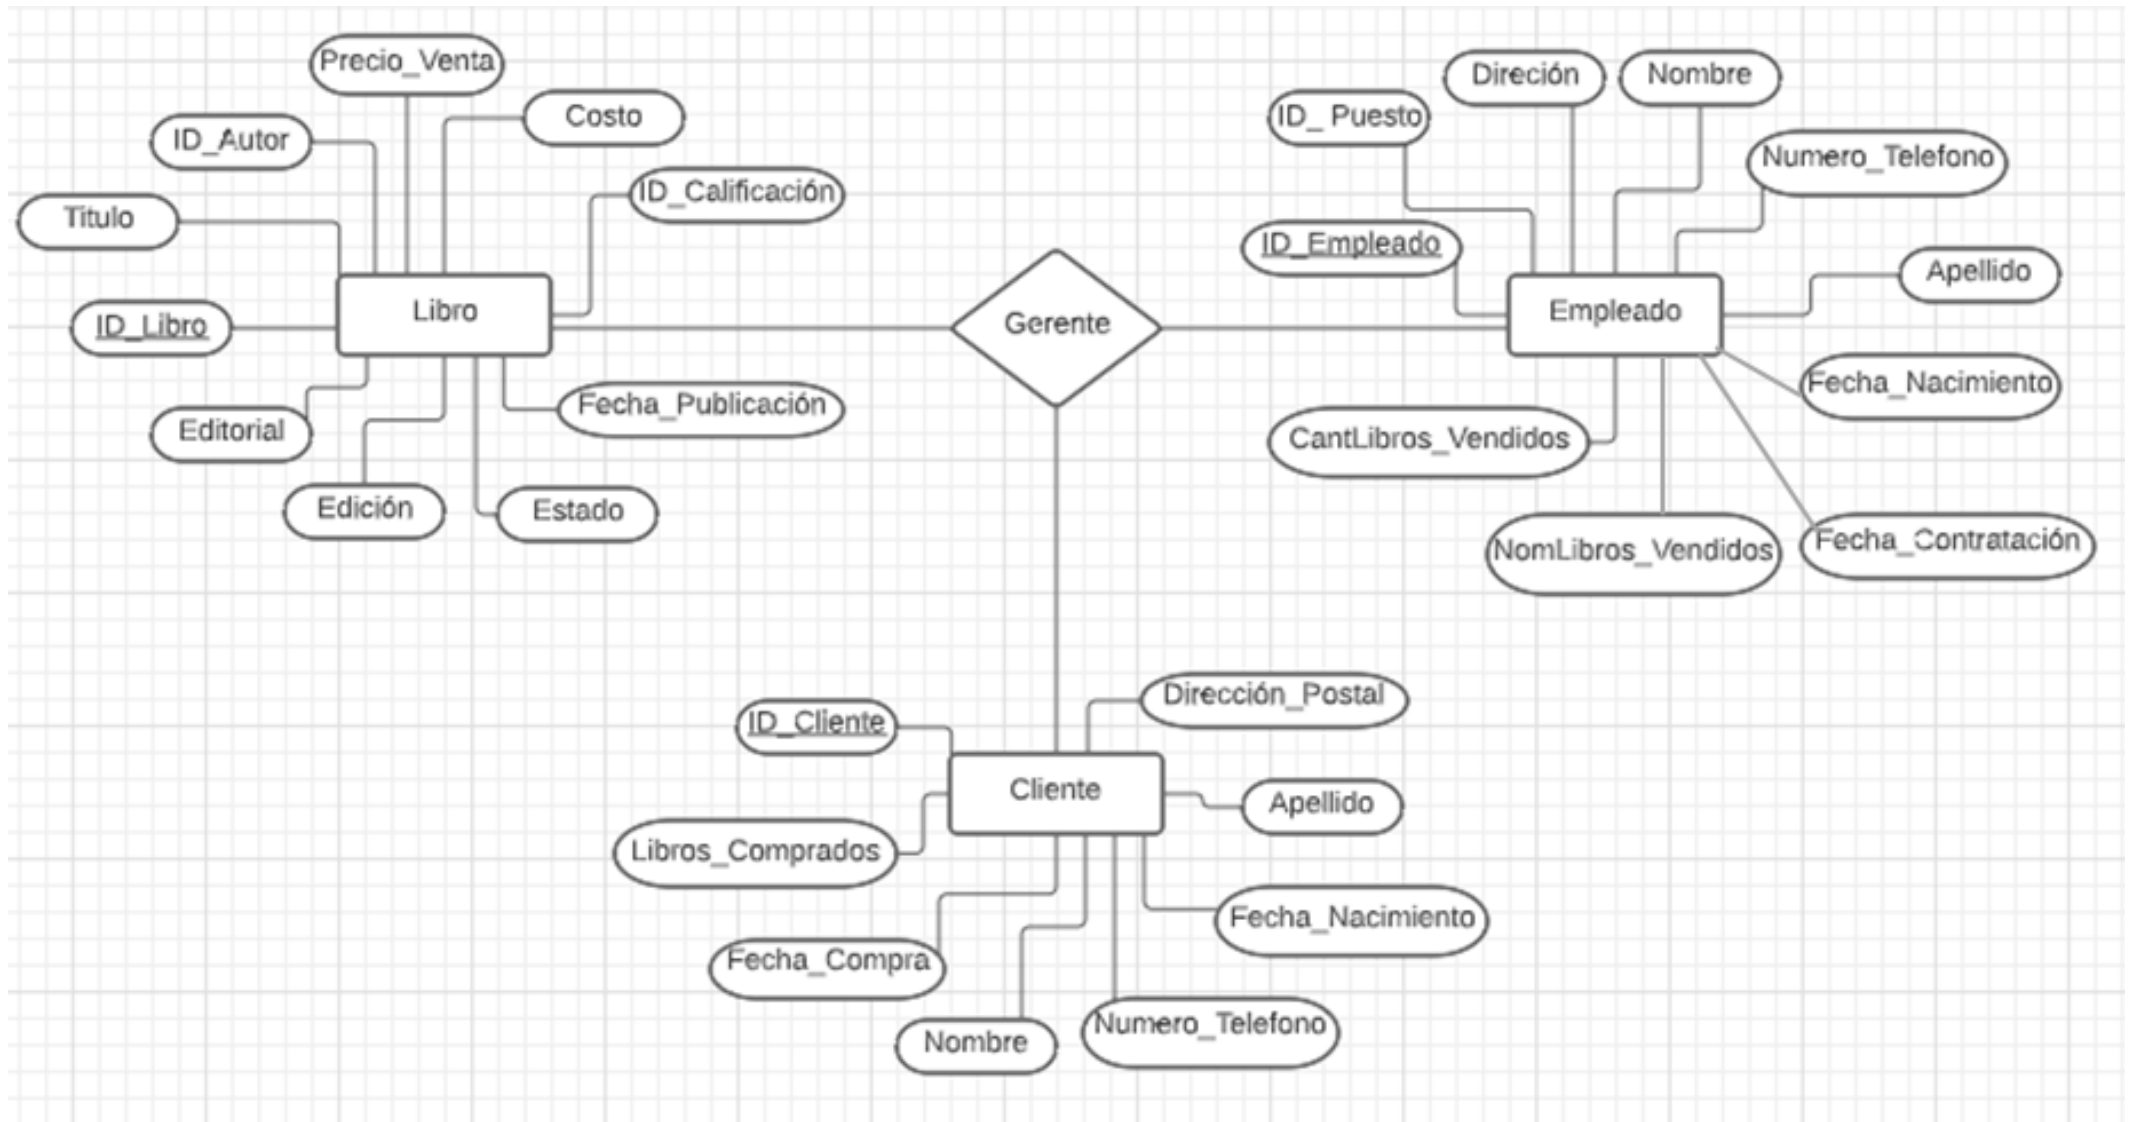 Precio_Venta
Costo
ID_Autor
ID_Calificación
Titulo
Libro
ID_Libro
Editorial
Fecha_Publicación
Edición
Estado
Gerente
Direción
Nombre
ID_ Puesto
Numero_Telefono
ID_Empleado
Apellido
Empleado
Fecha_Nacimiento
CantLibros_Vendidos
NomLibros_Vendidos
Fecha_Contratación
Dirección_Postal
ID_Cliente
Cliente
Apellido
Libros_Comprados
Fecha_Nacimiento
Fecha_Compra
Nombre
Numero_Telefono